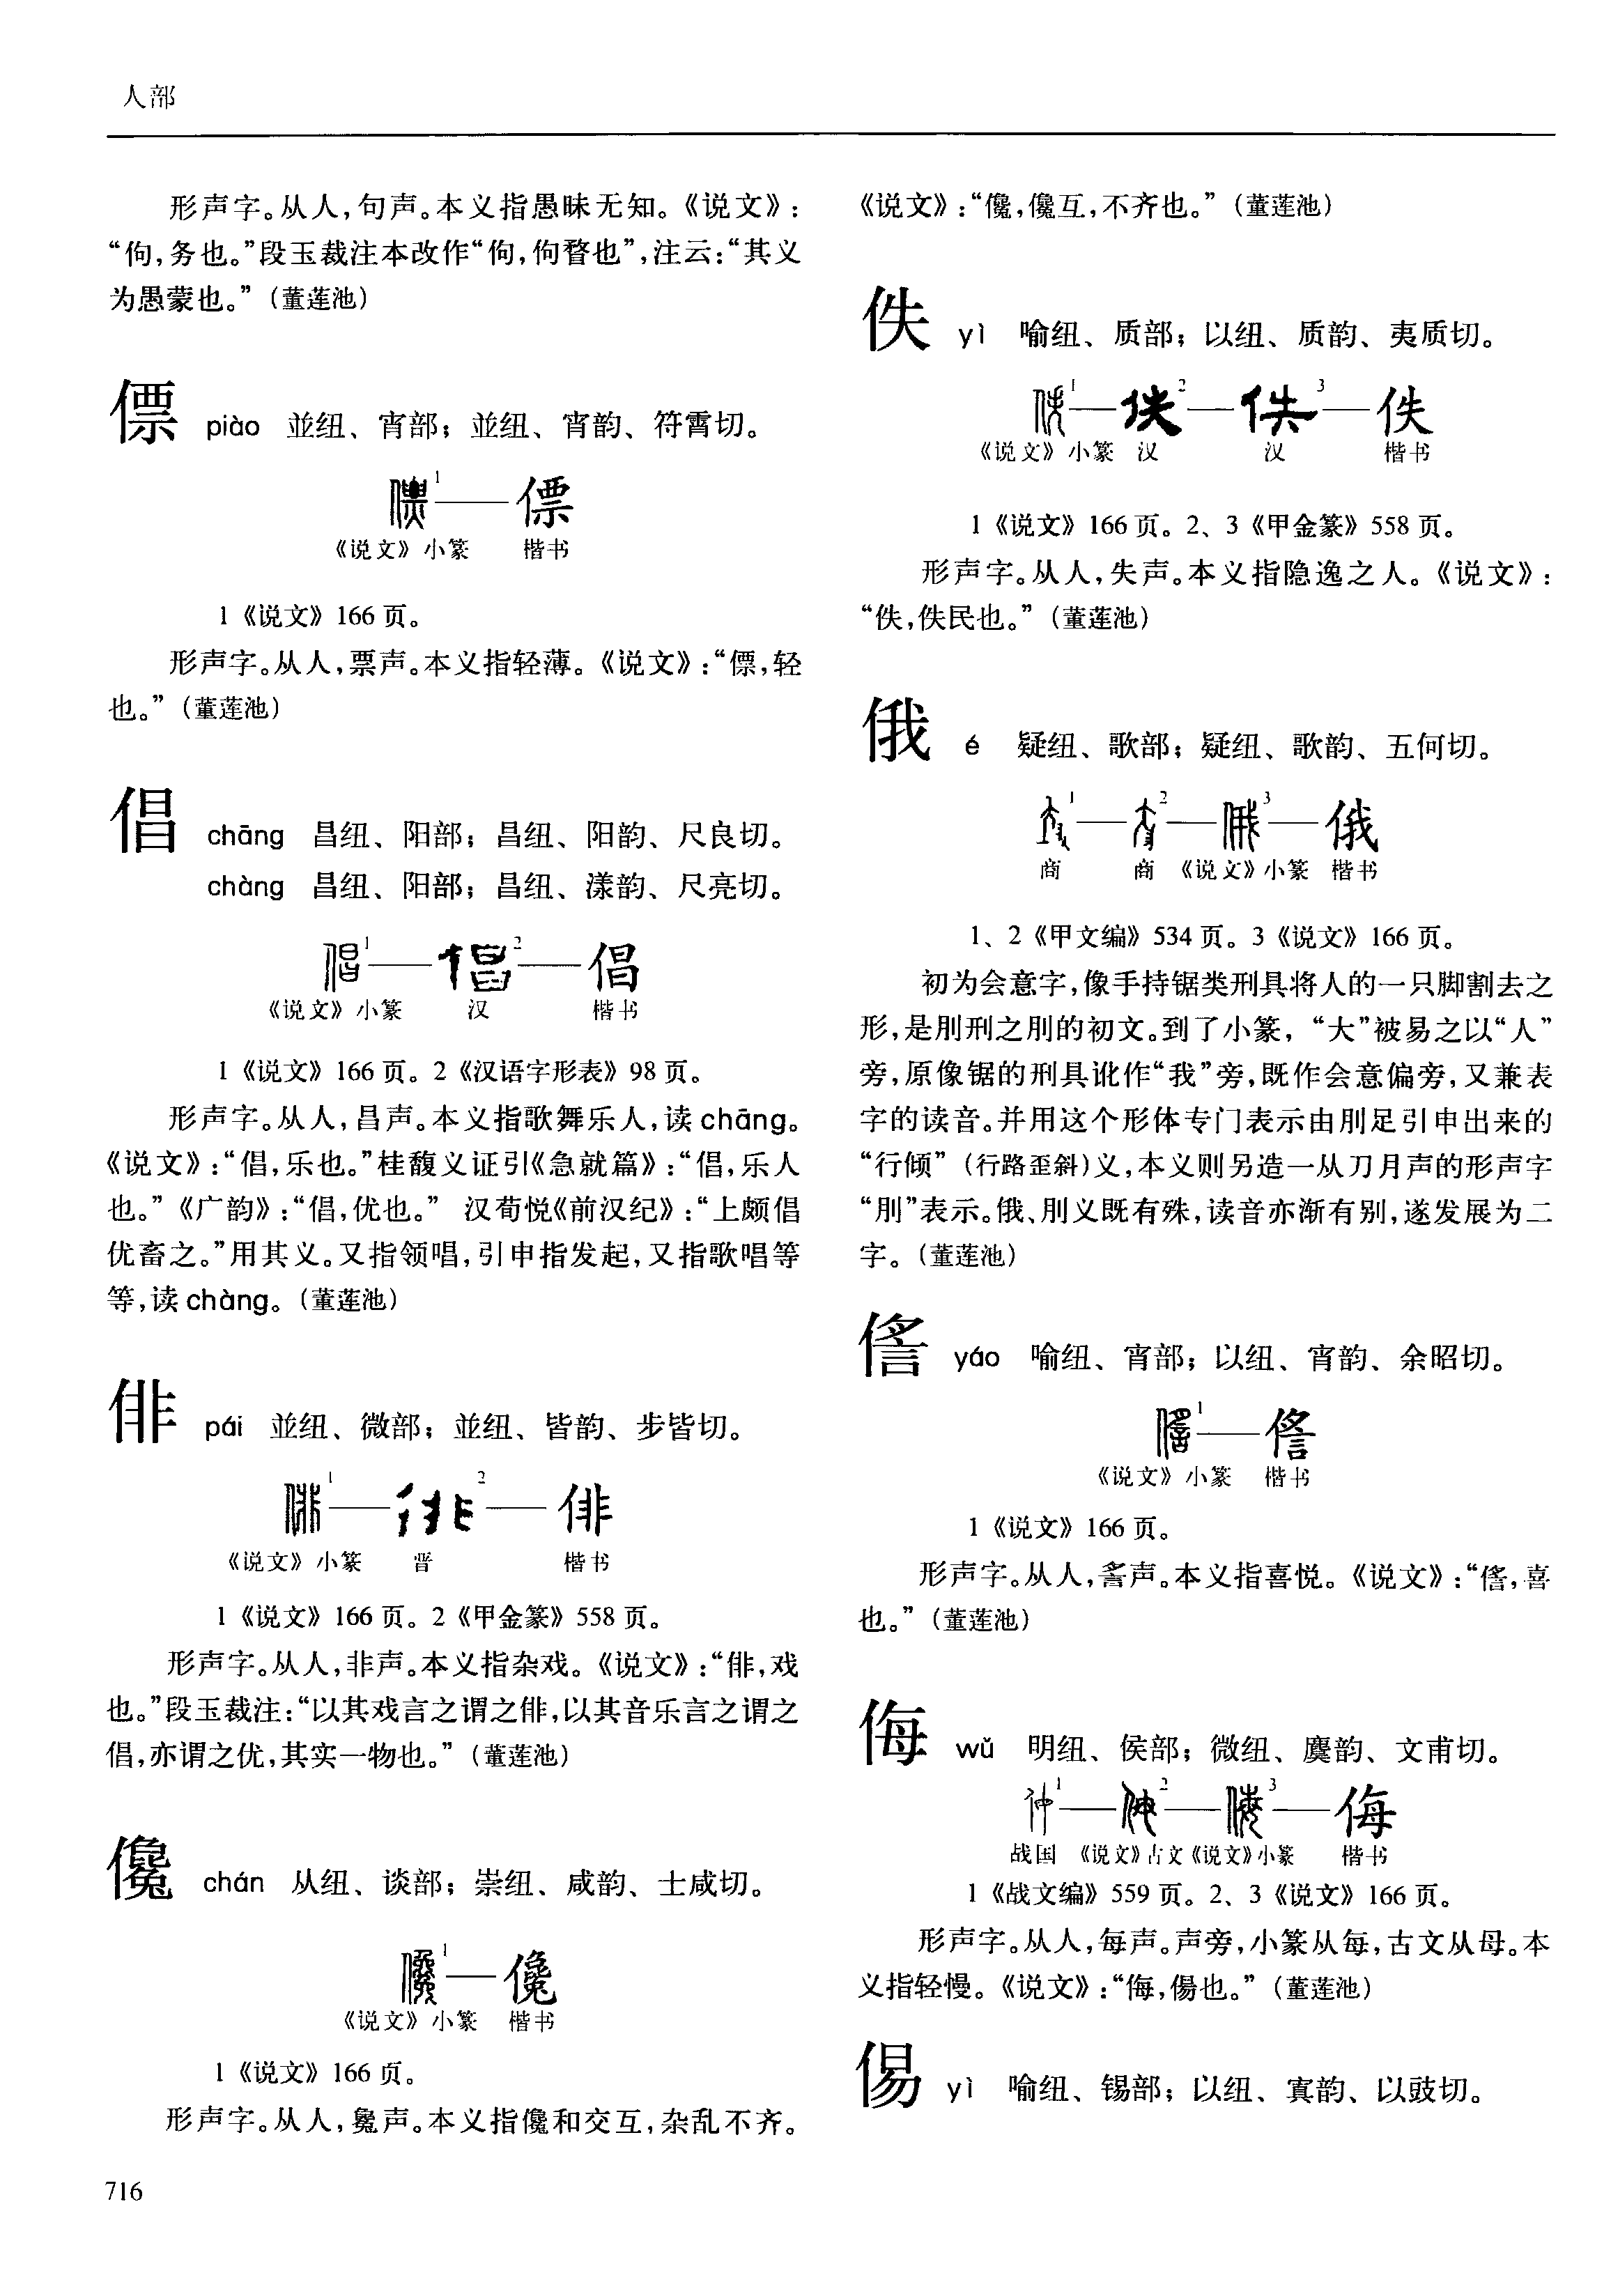 人部
形声字。从人,句声。本义指愚昧无知。《说文》:
“佝,务也。”段玉裁注本改作“佝,佝瞀也”,注云:“其义
为愚蒙也。”(董莲池)
僄 piào 並纽、宵部;並纽、宵韵、符霄切。
1 僄
《说文》小篆 楷书
1《说文》166页。
形声字。从人,票声。本义指轻薄。《说文》:“僄,轻
也。”(董莲池)
倡 chāng 昌纽、阳部;昌纽、阳韵、尺良切。
chàng 昌纽、阳部;昌纽、漾韵、尺亮切。
1 2 倡
《说文》小篆 汉 楷书
1《说文》166页。2《汉语字形表》98页。
形声字。从人,昌声。本义指歌舞乐人,读chāng。
《说文》:“倡,乐也。”桂馥义证引《急就篇》:“倡,乐人
也。”《广韵》:“倡,优也。” 汉荀悦《前汉纪》:“上颇倡
优畜之。”用其义。又指领唱,引申指发起,又指歌唱等
等,读chàng。(董莲池)
俳 pái 並纽、微部;並纽、皆韵、步皆切。
1 2 俳
《说文》小篆 晋 楷书
1《说文》166页。2《甲金篆》558页。
形声字。从人,非声。本义指杂戏。《说文》:“俳,戏
也。”段玉裁注:“以其戏言之谓之俳,以其音乐言之谓之
倡,亦谓之优,其实一物也。”(董莲池)
儳 chán 从纽、谈部;崇纽、咸韵、士咸切。
1 儳
《说文》小篆 楷书
1《说文》166页。
形声字。从人,毚声。本义指儳和交互,杂乱不齐。
716
《说文》:“儳,儳互,不齐也。”(董莲池)
佚 yì 喻纽、质部;以纽、质韵、夷质切。
1 2 3 佚
《说文》小篆 汉 汉 楷书
1《说文》166页。2、3《甲金篆》558页。
形声字。从人,失声。本义指隐逸之人。《说文》:
“佚,佚民也。”(董莲池)
俄 é 疑纽、歌部;疑纽、歌韵、五何切。
1 2 3 俄
商 商 《说文》小篆 楷书
1、2《甲文编》534页。3《说文》166页。
初为会意字,像手持锯类刑具将人的一只脚割去之
形,是刖刑之刖的初文。到了小篆,“大”被易之以“人”
旁,原像锯的刑具讹作“我”旁,既作会意偏旁,又兼表
字的读音。并用这个形体专门表示由刖足引申出来的
“行倾”(行路歪斜)义,本义则另造一从刀月声的形声字
“刖”表示。俄、刖义既有殊,读音亦渐有别,遂发展为二
字。(董莲池)
傜 yáo 喻纽、宵部;以纽、宵韵、余昭切。
1
《说文》小篆 楷书
1《说文》166页。
形声字。从人,䚻声。本义指喜悦。《说文》:“ ,喜
也。”(董莲池)
侮 wǔ 明纽、侯部;微纽、麌韵、文甫切。
1 2 3 侮
战国 《说文》古文 《说文》小篆 楷书
1《战文编》559页。2、3《说文》166页。
形声字。从人,每声。声旁,小篆从每,古文从母。本
义指轻慢。《说文》:“侮,傷也。”(董莲池)
傷 yì 喻纽、锡部;以纽、寘韵、以豉切。